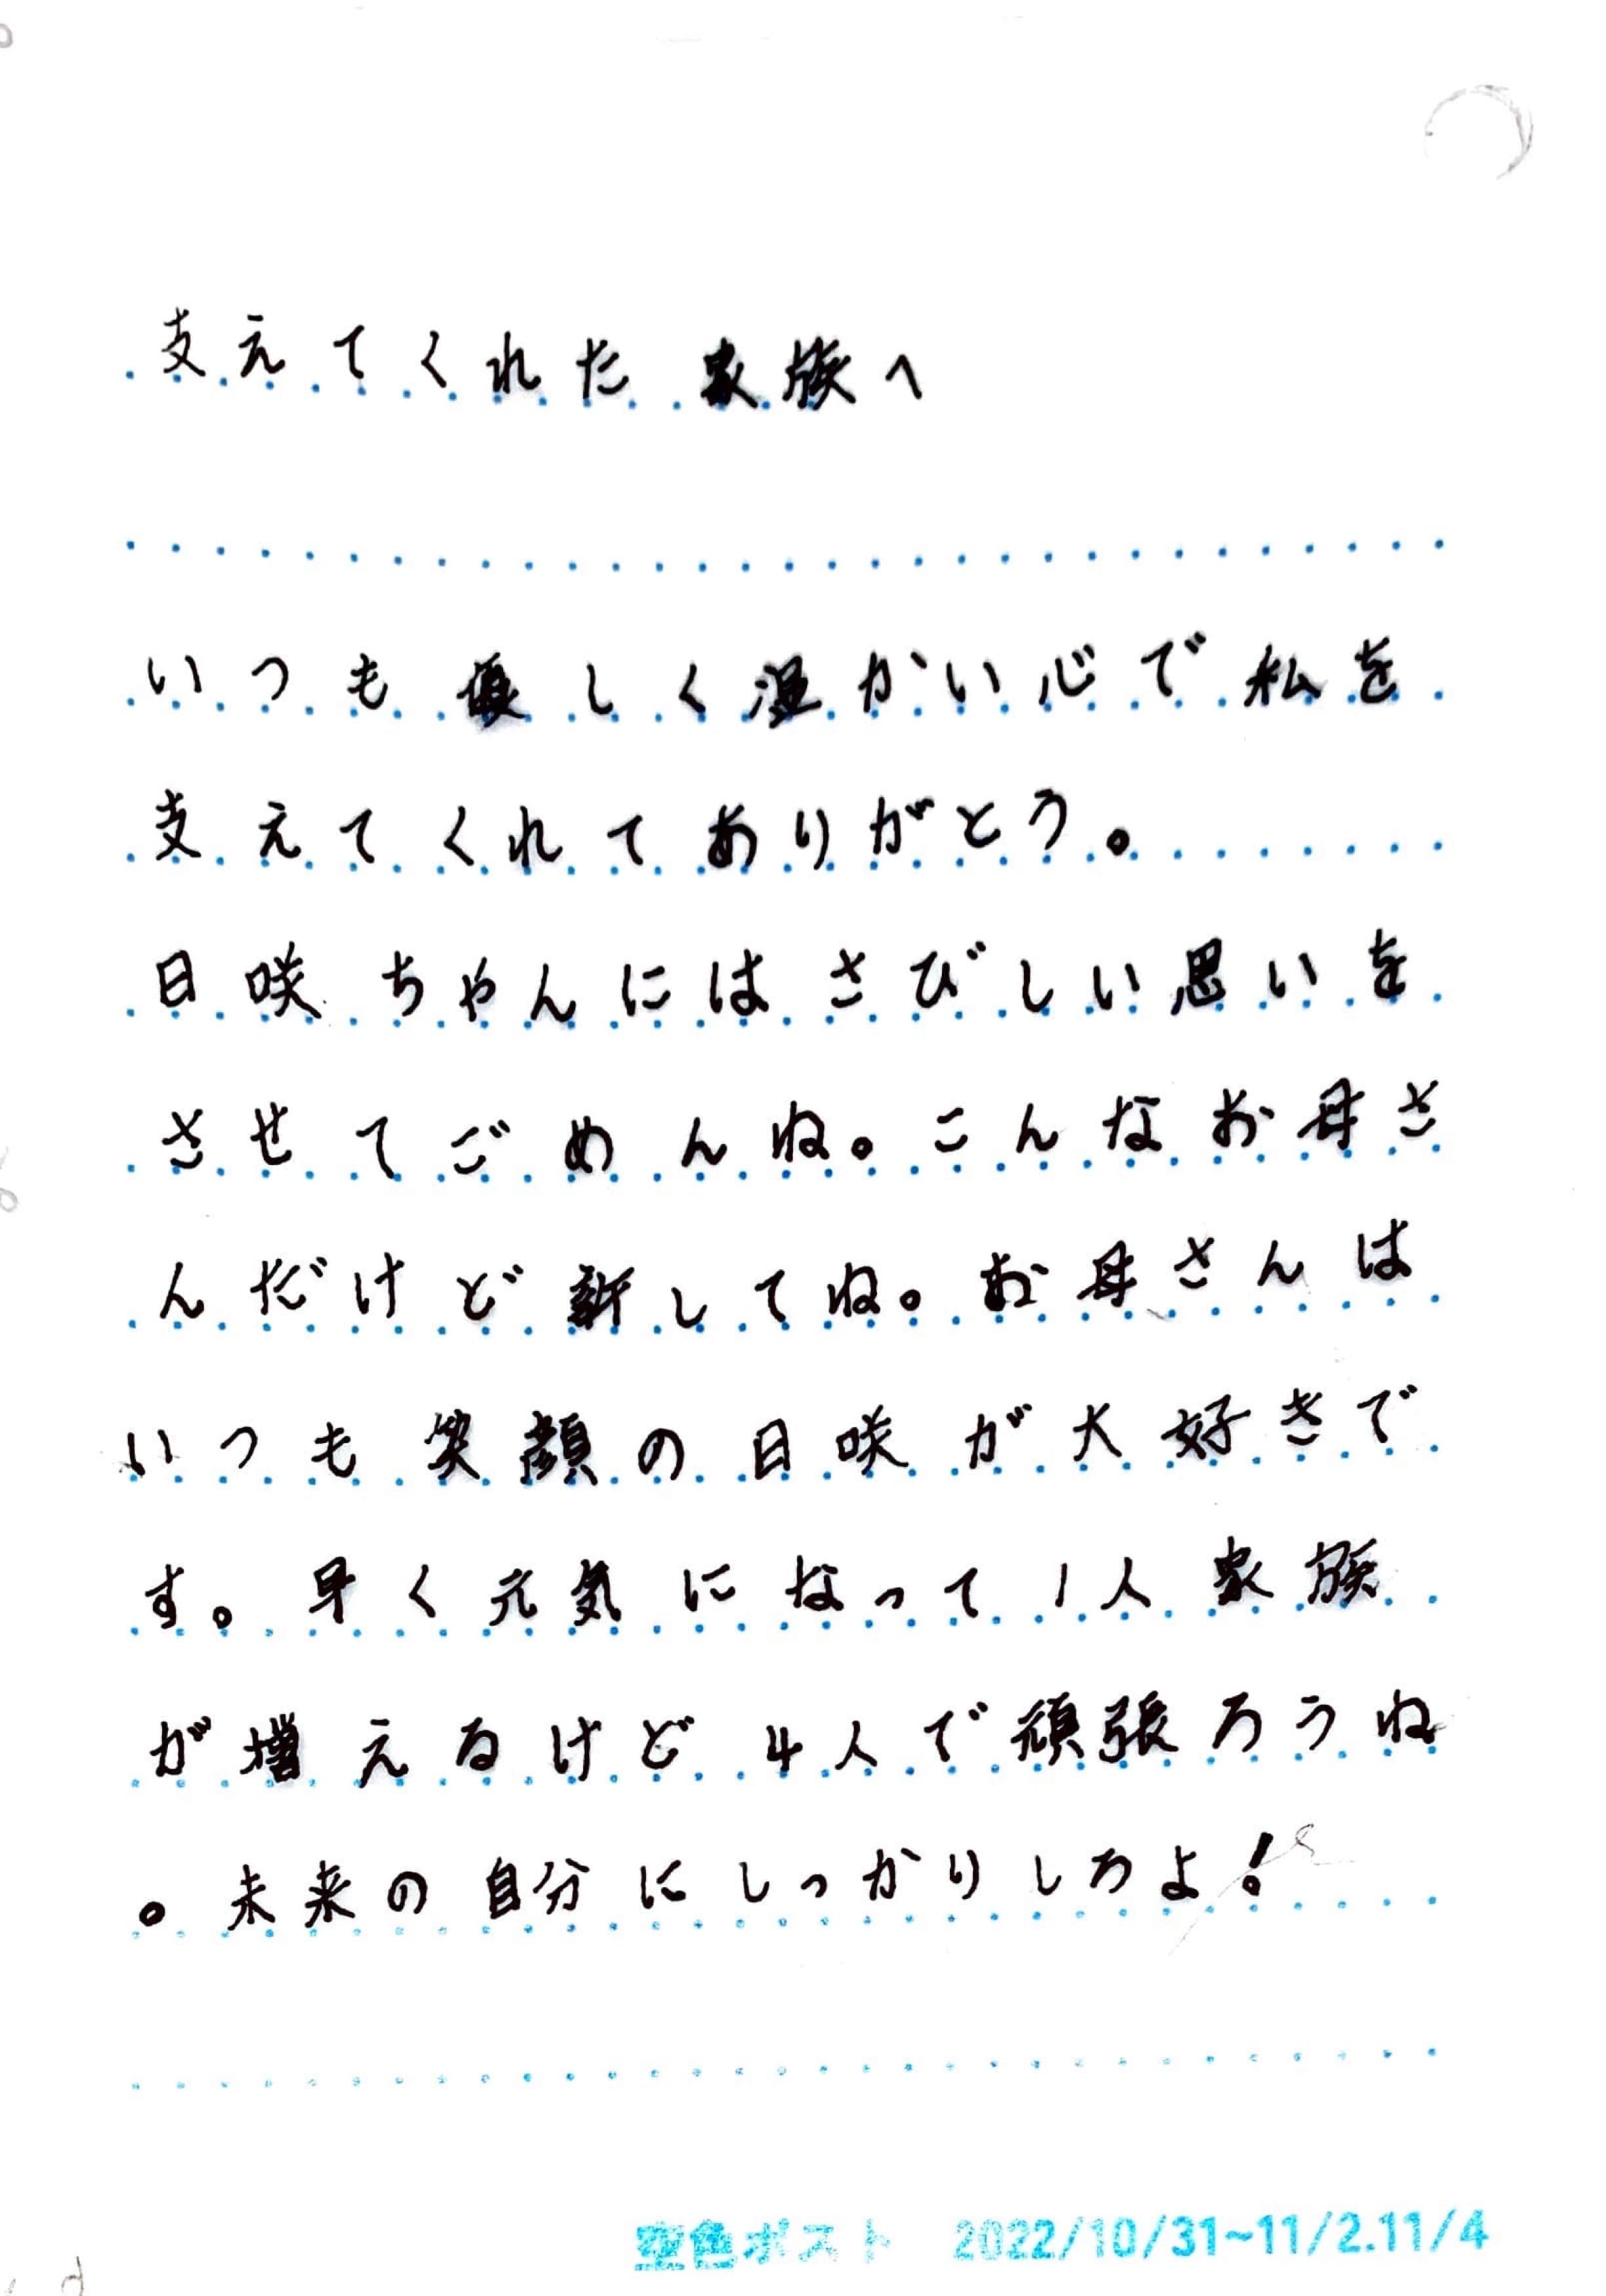 支えてくれた家族へ
いつも優しく温かい心で私を
支えてくれてありがとう。
日咲ちゃんにはさびしい思いを
させてごめんね。こんなお母さ
んだけど新してね。お母さんは
いつも笑顔の日咲が大好きで
す。早く元気になって1人家族
が増えるけど4人で頑張ろうね
。未来の自分にしっかりしろよ!
空色ポスト 2022/10/31~11/2.11/4